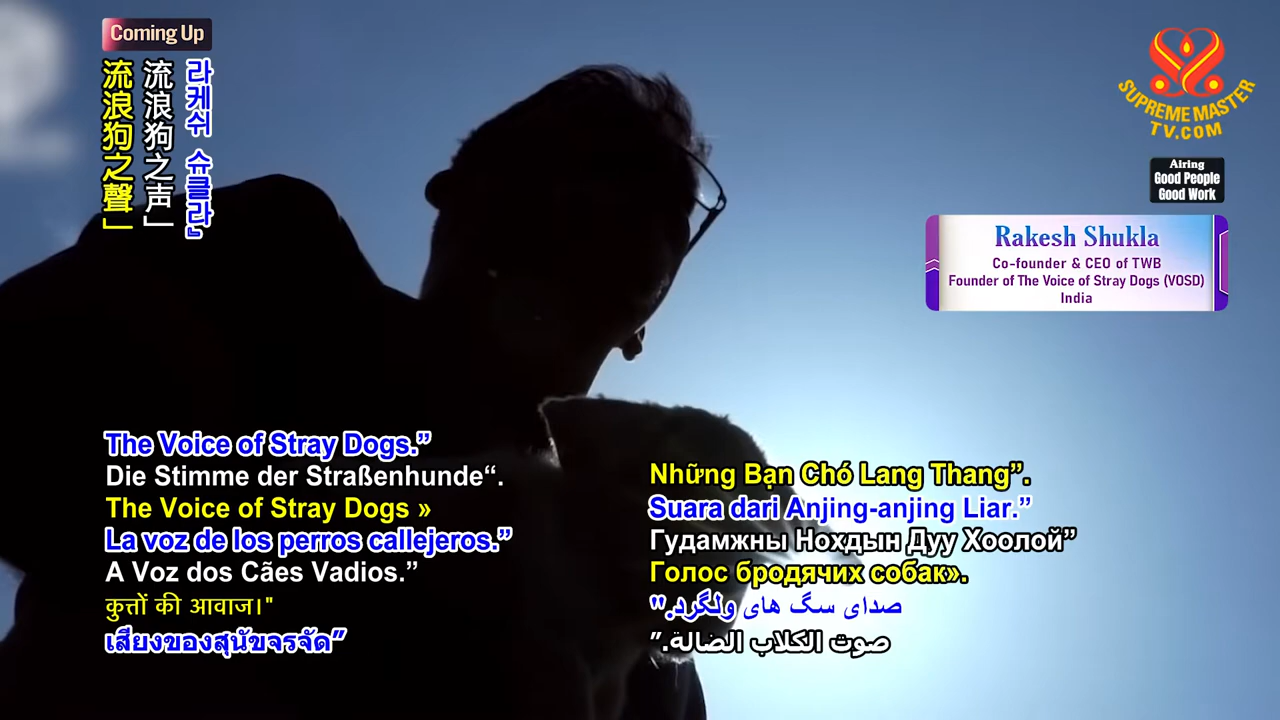 Coming Up
流浪狗之聲」
流浪狗之声」
라케쉬 슈클라』
SUPREME MASTER
TV.COM
Airing
Good People
Good Work
Rakesh Shukla
Co-founder & CEO of TWB
Founder of The Voice of Stray Dogs (VOSD)
India
The Voice of Stray Dogs.”
Die Stimme der Straßenhunde“.
The Voice of Stray Dogs »
La voz de los perros callejeros.”
A Voz dos Cães Vadios.”
कुत्तों की आवाज।"
เสียงของสุนัขจรจัด”
Những Bạn Chó Lang Thang”.
Suara dari Anjing-anjing Liar.”
Гудамжны Нохдын Дуу Хоолой”
Голос бродячих собак».
صدای سگ های ولگرد."
صوت الكلاب الضالة.”